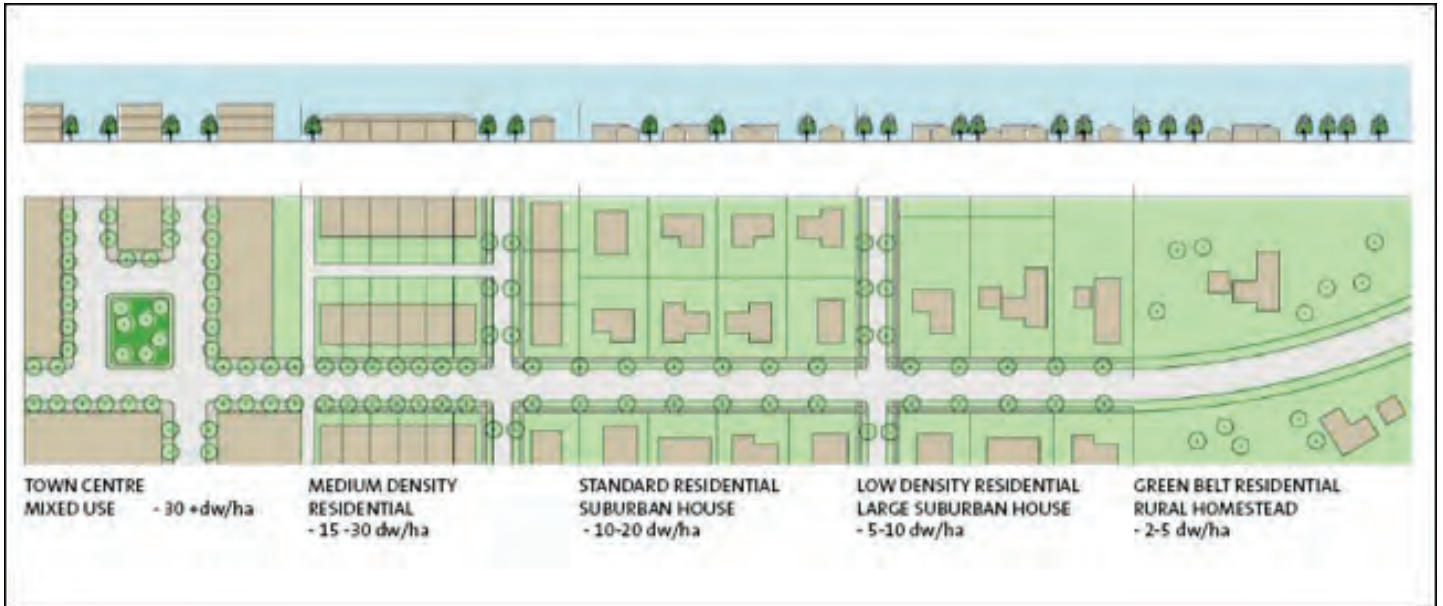 TOWN CENTRE
MIXED USE - 30 +dw/ha
MEDIUM DENSITY
RESIDENTIAL
- 15 -30 dw/ha
STANDARD RESIDENTIAL
SUBURBAN HOUSE
- 10-20 dw/ha
LOW DENSITY RESIDENTIAL
LARGE SUBURBAN HOUSE
- 5-10 dw/ha
GREEN BELT RESIDENTIAL
RURAL HOMESTEAD
- 2-5 dw/ha